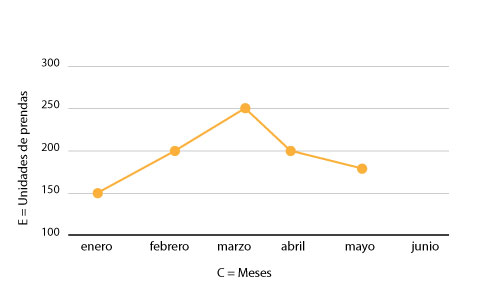 300
250
200
150
100
E = Unidades de prendas
enero febrero marzo abril mayo junio
C = Meses